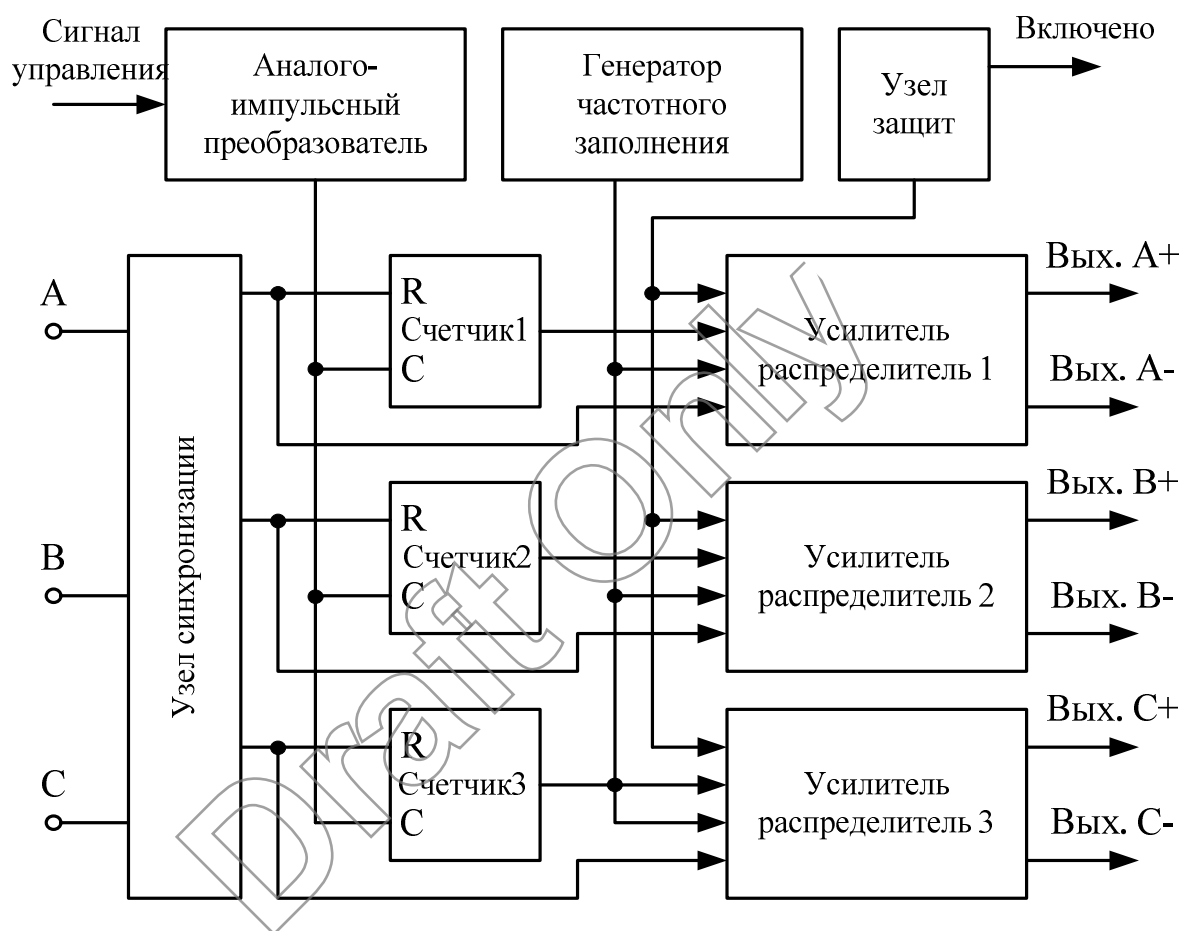 Сигнал
управления
Аналого-
импульсный
преобразователь
Генератор
частотного
заполнения
Узел
защит
Включено
A
B
C
Узел синхронизации
R
Счетчик1
C
Усилитель
распределитель 1
Вых. A+
Вых. A-
R
Счетчик2
C
Усилитель
распределитель 2
Вых. B+
Вых. B-
R
Счетчик3
C
Усилитель
распределитель 3
Вых. C+
Вых. C-
Draft Only